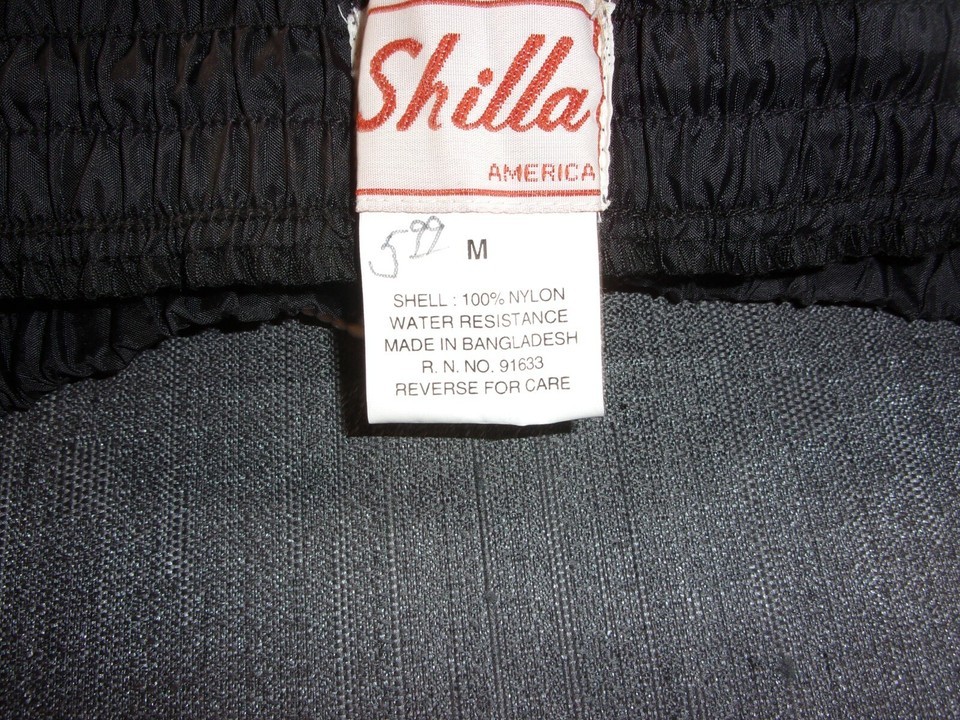 Shilla
AMERICA
5.99 M
SHELL : 100% NYLON
WATER RESISTANCE
MADE IN BANGLADESH
R. N. NO. 91633
REVERSE FOR CARE